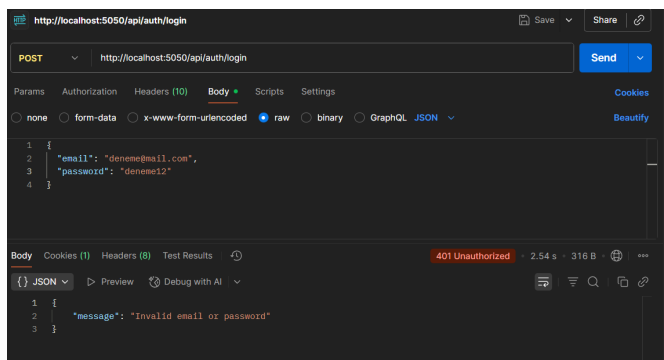 HTTP http://localhost:5050/api/auth/login Save Share
POST http://localhost:5050/api/auth/login Send
Params Authorization Headers (10) Body Scripts Settings Cookies
none form-data x-www-form-urlencoded raw binary GraphQL JSON Beautify
1 {
2 "email": "deneme@mail.com",
3 "password": "deneme12"
4 }
Body Cookies (1) Headers (8) Test Results 401 Unauthorized 2.54 s 316 B
{} JSON Preview Debug with AI
1 {
2 "message": "Invalid email or password"
3 }